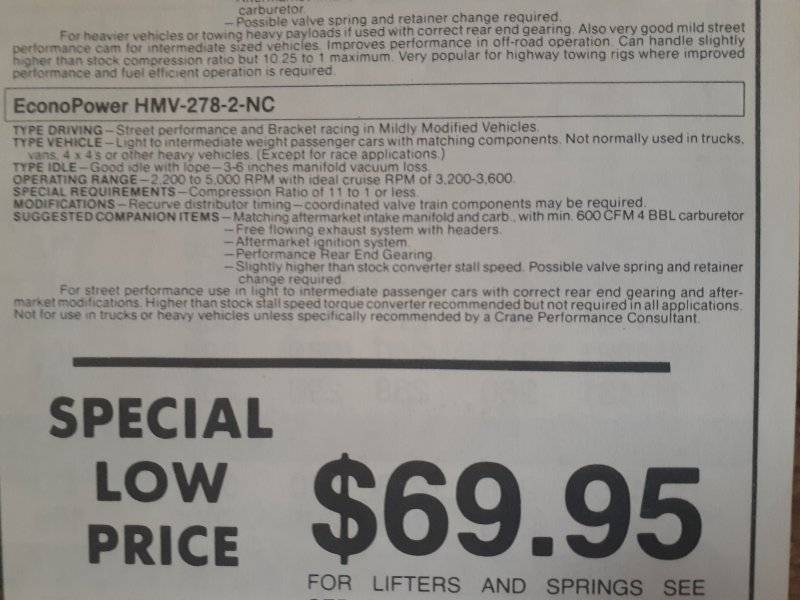 carburetor.
—Possible valve spring and retainer change required.
For heavier vehicles or towing heavy payloads if used with correct rear end gearing. Also very good mild street
performance cam for intermediate sized vehicles. Improves performance in off-road operation. Can handle slightly
higher than stock compression ratio but 10.25 to 1 maximum. Very popular for highway towing rigs where improved
performance and fuel efficient operation is required.
EconoPower HMV-278-2-NC
TYPE DRIVING—Street performance and Bracket racing in Mildly Modified Vehicles.
TYPE VEHICLE—Light to intermediate weight passenger cars with matching components. Not normally used in trucks,
vans, 4 x 4's or other heavy vehicles. (Except for race applications.)
TYPE IDLE—Good idle with lope—3-6 inches manifold vacuum loss.
OPERATING RANGE—2,200 to 5,000 RPM with ideal cruise RPM of 3,200-3,600.
SPECIAL REQUIREMENTS—Compression Ratio of 11 to 1 or less.
MODIFICATIONS—Recurve distributor timing—coordinated valve train components may be required.
SUGGESTED COMPANION ITEMS—Matching aftermarket intake manifold and carb., with min. 600 CFM 4 BBL carburetor
—Free flowing exhaust system with headers.
—Aftermarket ignition system.
—Performance Rear End Gearing.
—Slightly higher than stock converter stall speed. Possible valve spring and retainer
change required.
For street performance use in light to intermediate passenger cars with correct rear end gearing and after-
market modifications. Higher than stock stall speed torque converter recommended but not required in all applications.
Not for use in trucks or heavy vehicles unless specifically recommended by a Crane Performance Consultant.
SPECIAL
LOW
PRICE
$69.95
FOR LIFTERS AND SPRINGS SEE